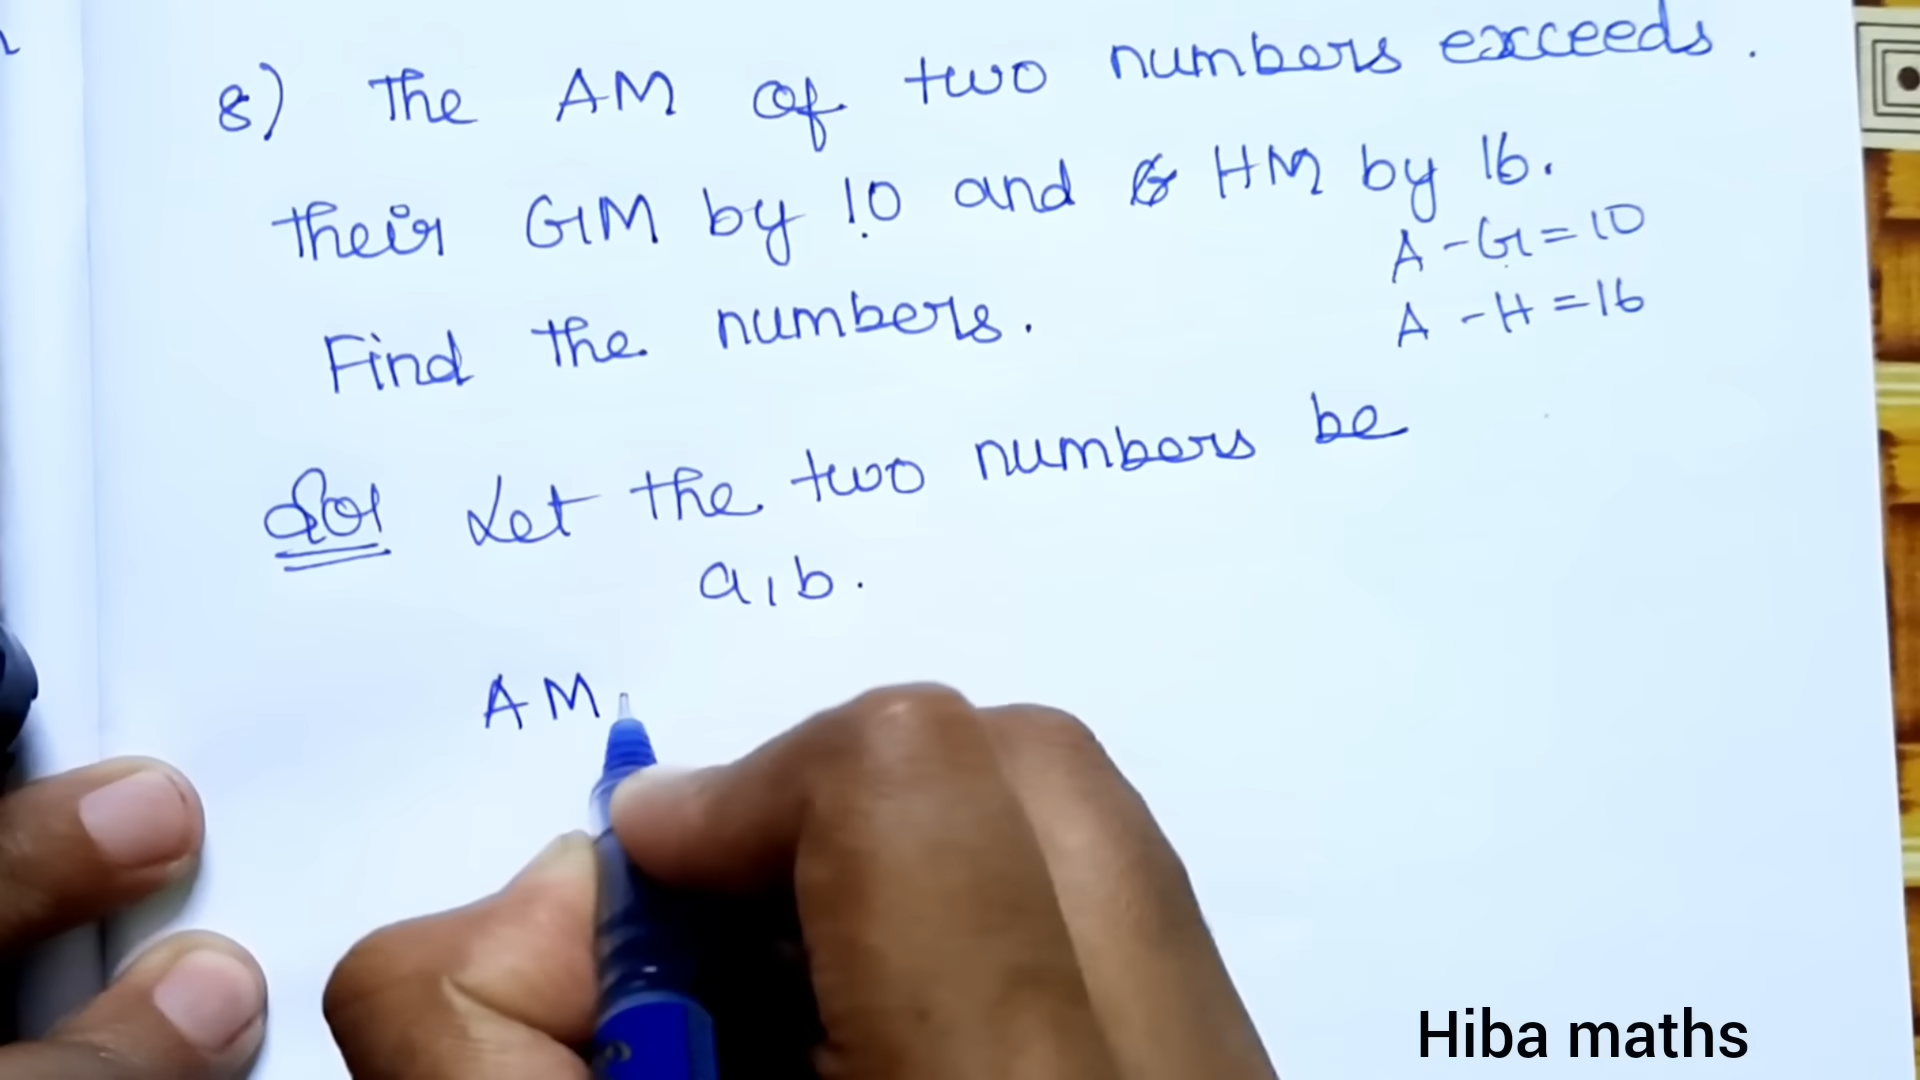 8) The AM of two numbers exceeds.
their GM by 10 and HM by 16.
A - G = 10
Find the numbers.
A - H = 16
Sol Let the two numbers be
a, b.
AM
Hiba maths